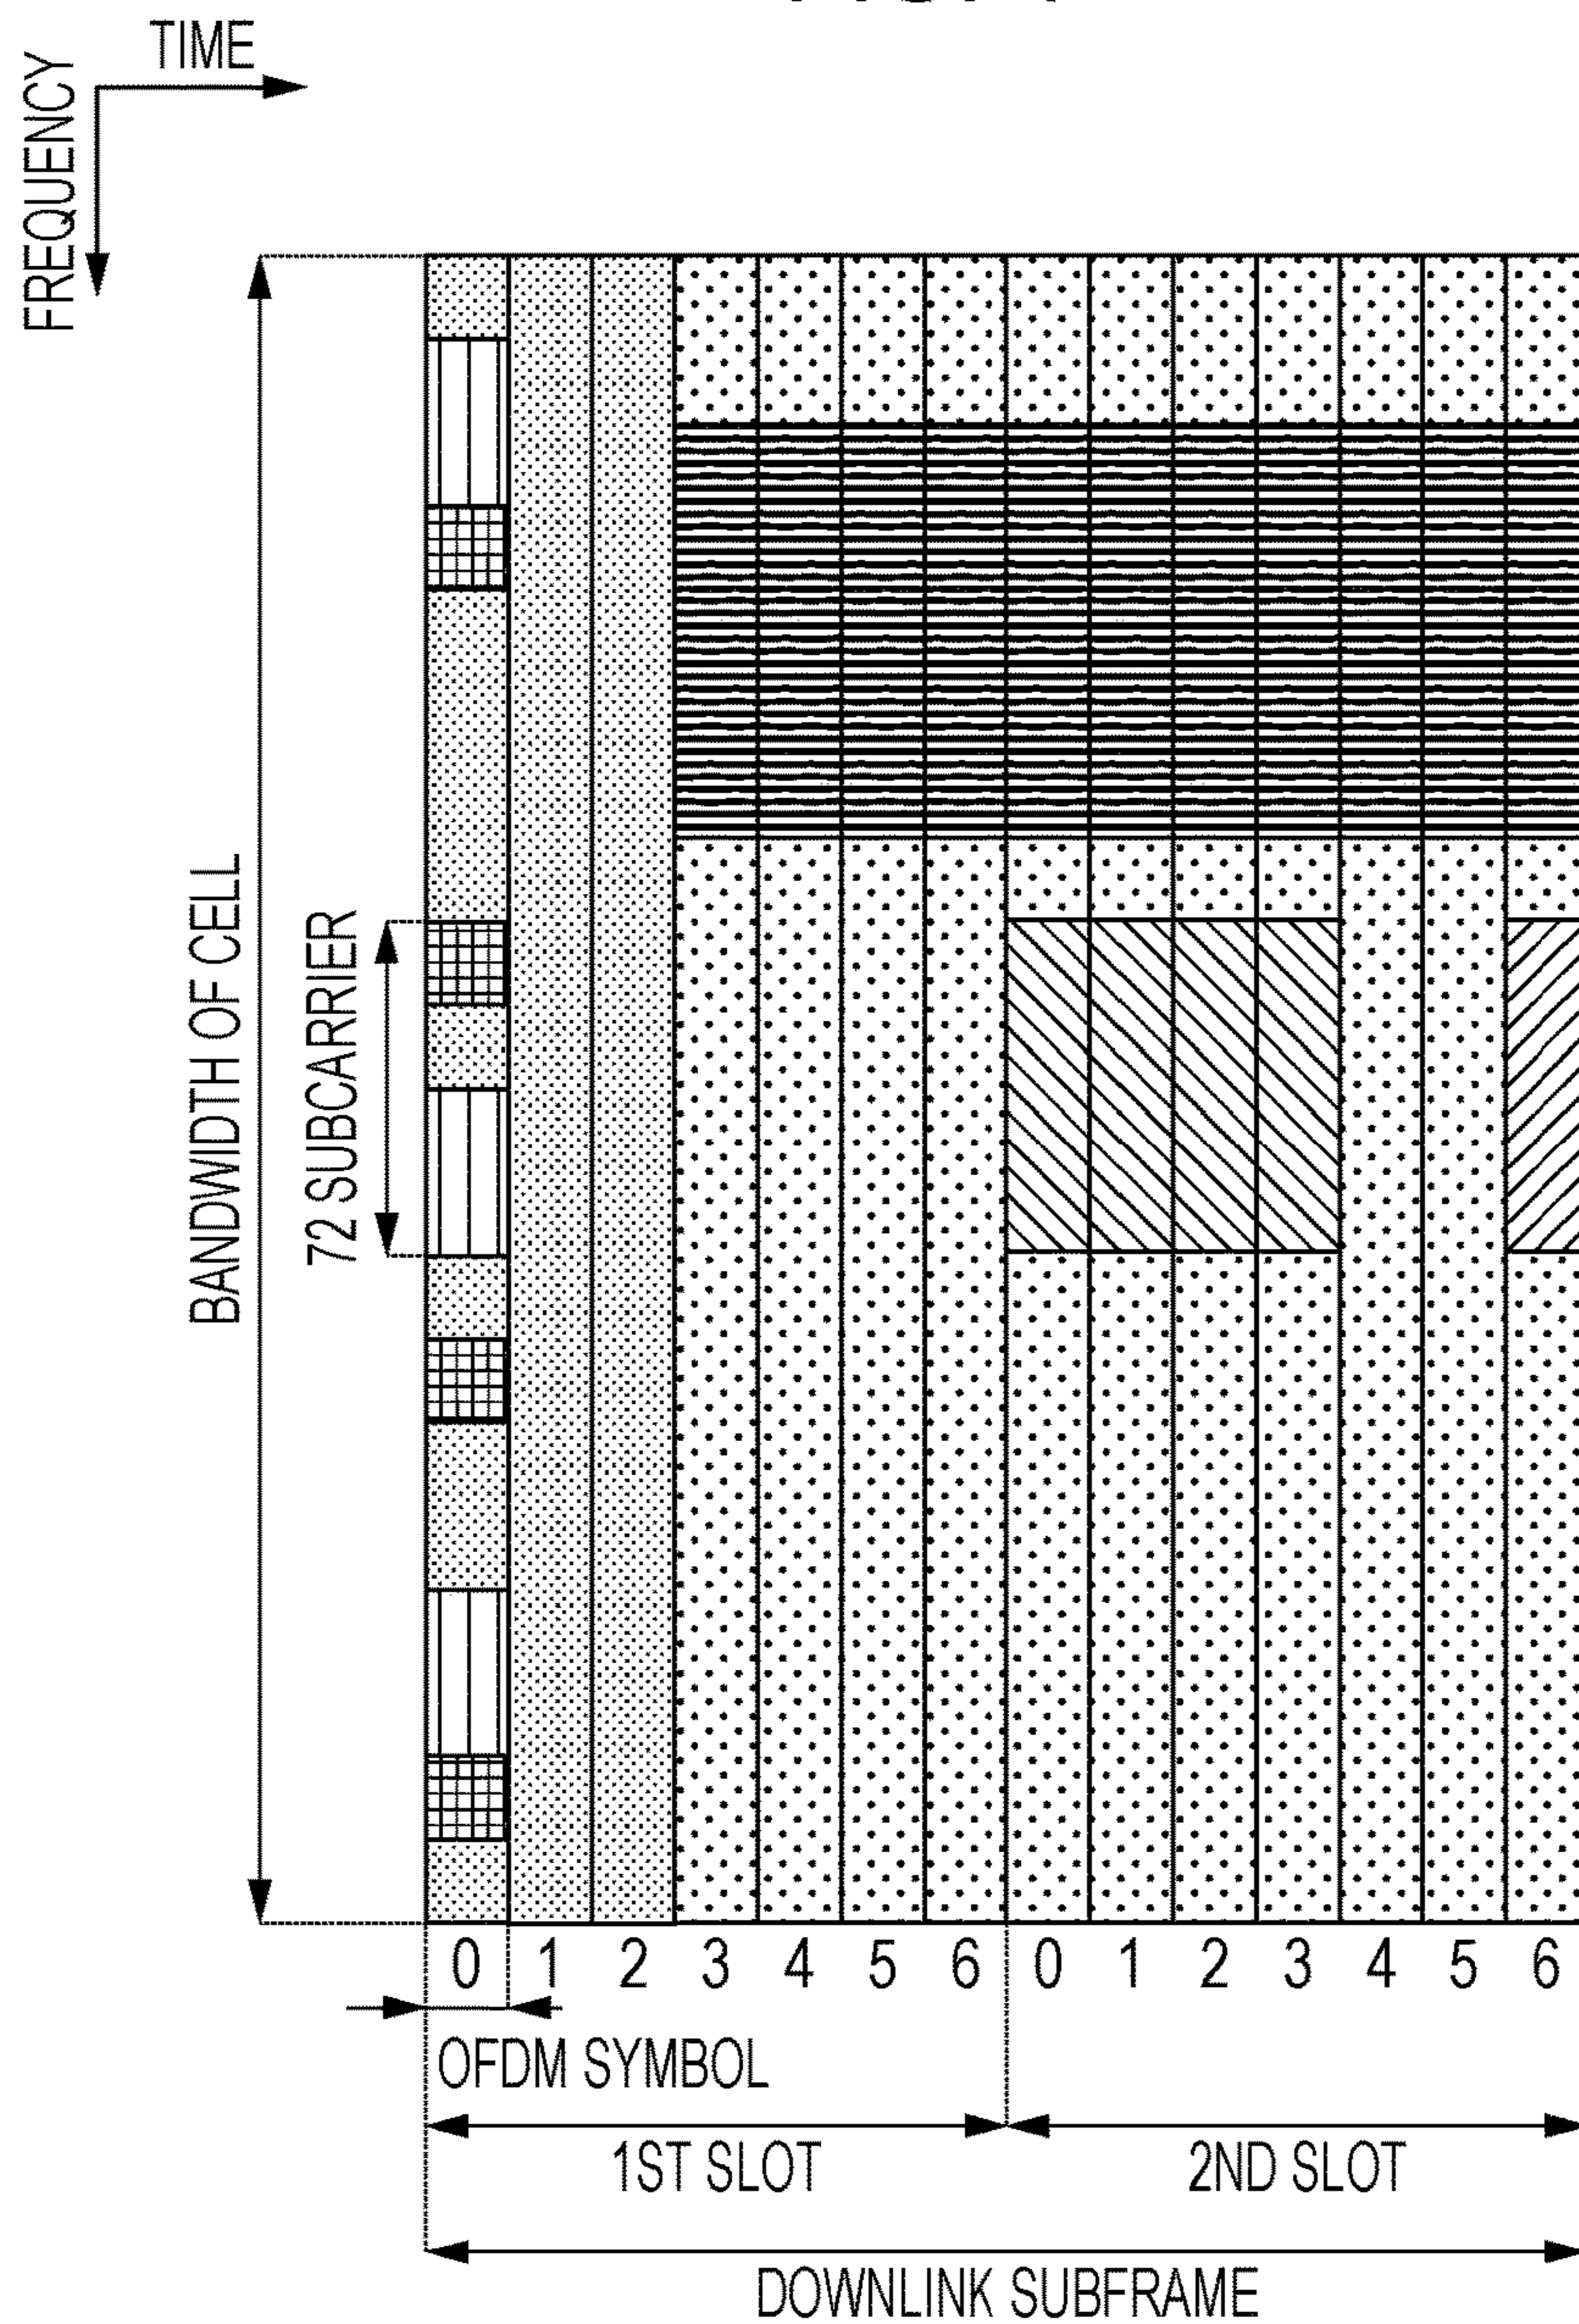 TIME
FREQUENCY
BANDWIDTH OF CELL
72 SUBCARRIER
0 1 2 3 4 5 6 0 1 2 3 4 5 6
OFDM SYMBOL
1ST SLOT 2ND SLOT
DOWNLINK SUBFRAME